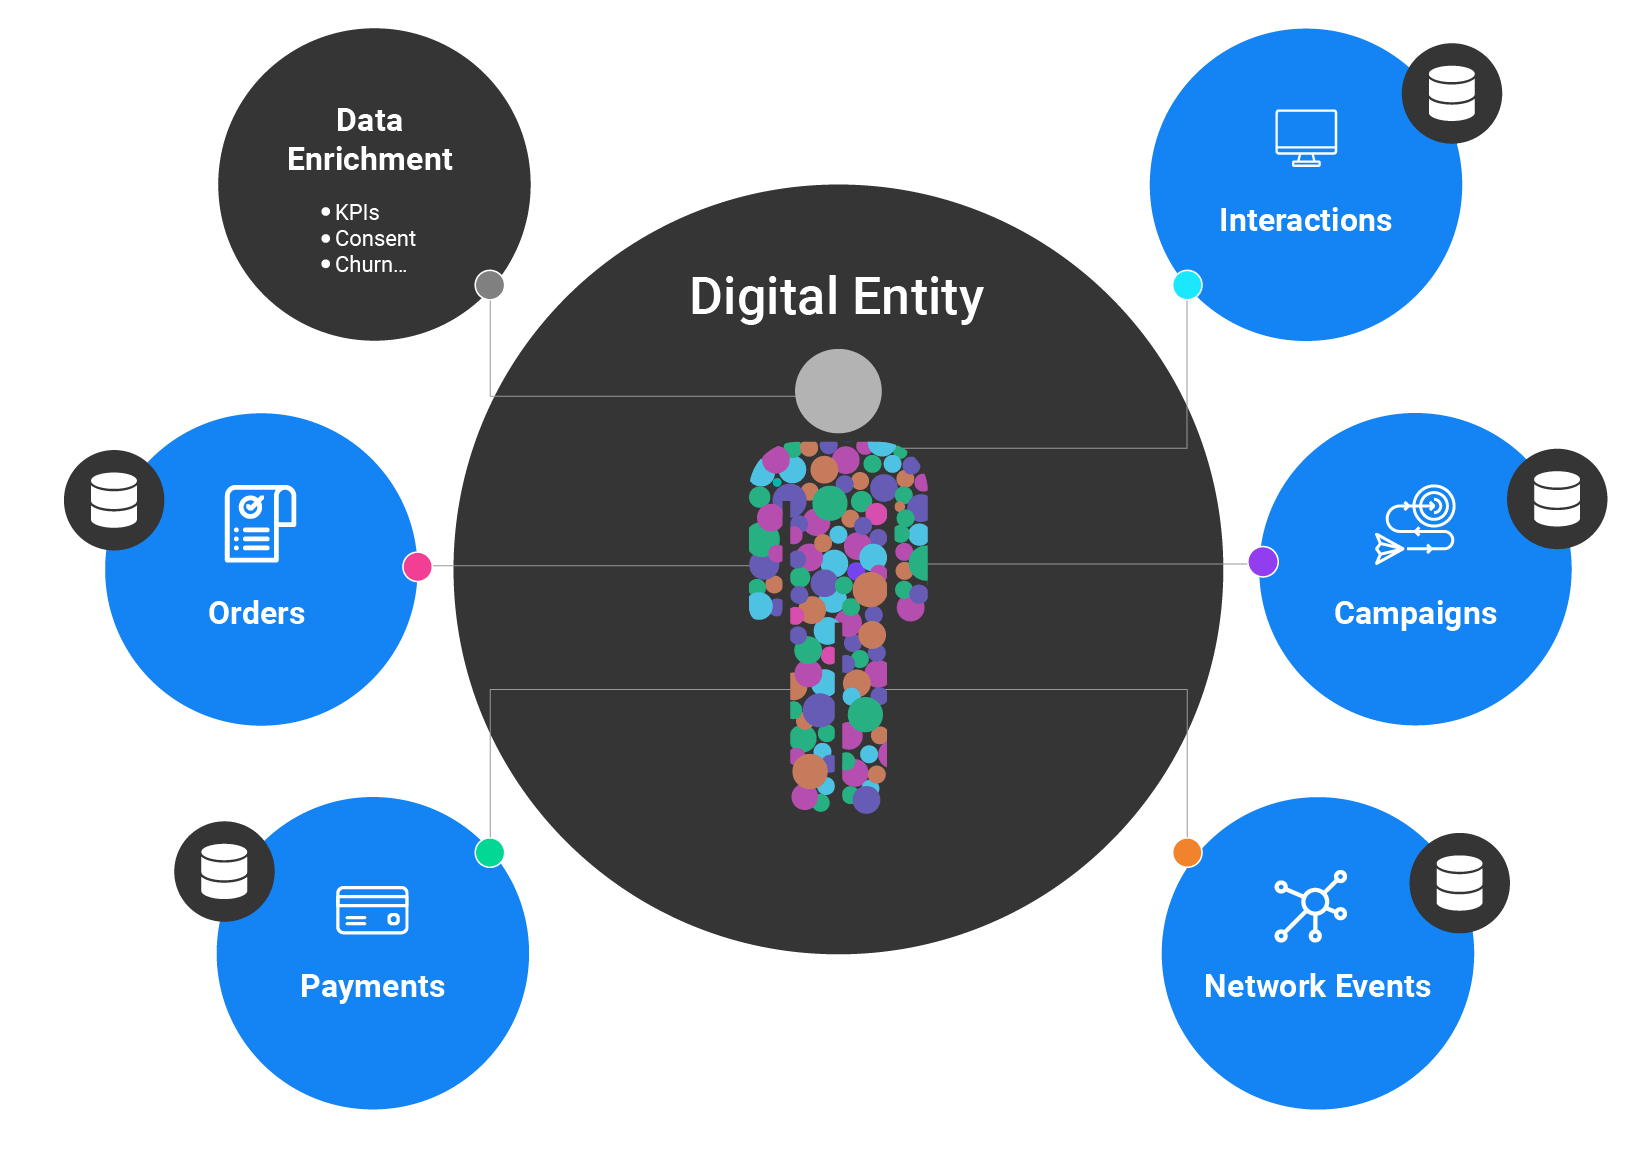 Data
Enrichment
• KPIs
• Consent
• Churn...
Interactions
Digital Entity
Orders
Campaigns
Payments
Network Events